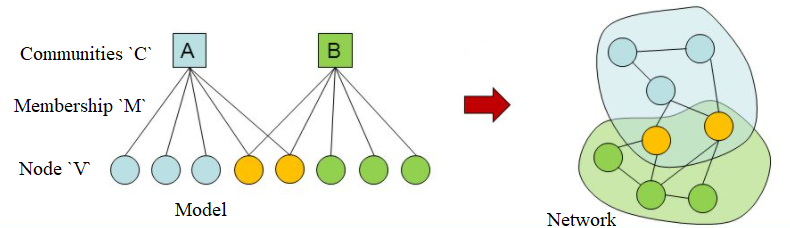 Communities `C`
A
B
Membership `M`
Node `V`
Model
Network